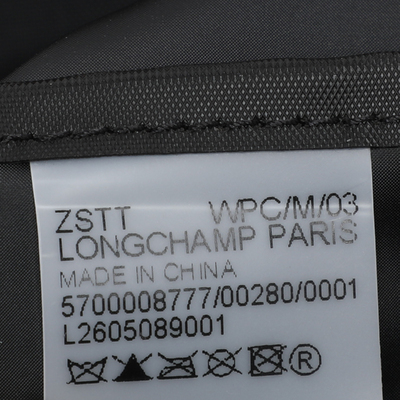 ZSTT WPC/M/03
LONGCHAMP PARIS
MADE IN CHINA
5700008777/00280/0001
L2605089001
®